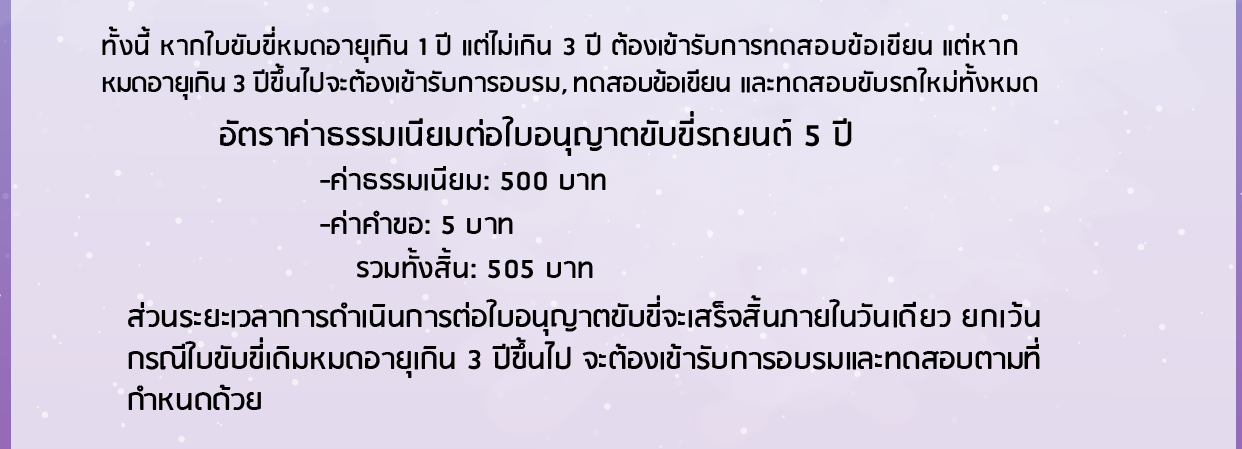 ทั้งนี้ หากใบขับขี่หมดอายุเกิน 1 ปี แต่ไม่เกิน 3 ปี ต้องเข้ารับการทดสอบข้อเขียน แต่หาก
หมดอายุเกิน 3 ปีขึ้นไปจะต้องเข้ารับการอบรม, ทดสอบข้อเขียน และทดสอบขับรถใหม่ทั้งหมด
อัตราค่าธรรมเนียมต่อใบอนุญาตขับขี่รถยนต์ 5 ปี
-ค่าธรรมเนียม: 500 บาท
-ค่าคำขอ: 5 บาท
รวมทั้งสิ้น: 505 บาท
ส่วนระยะเวลาการดำเนินการต่อใบอนุญาตขับขี่จะเสร็จสิ้นภายในวันเดียว ยกเว้น
กรณีใบขับขี่เดิมหมดอายุเกิน 3 ปีขึ้นไป จะต้องเข้ารับการอบรมและทดสอบตามที่
กำหนดด้วย